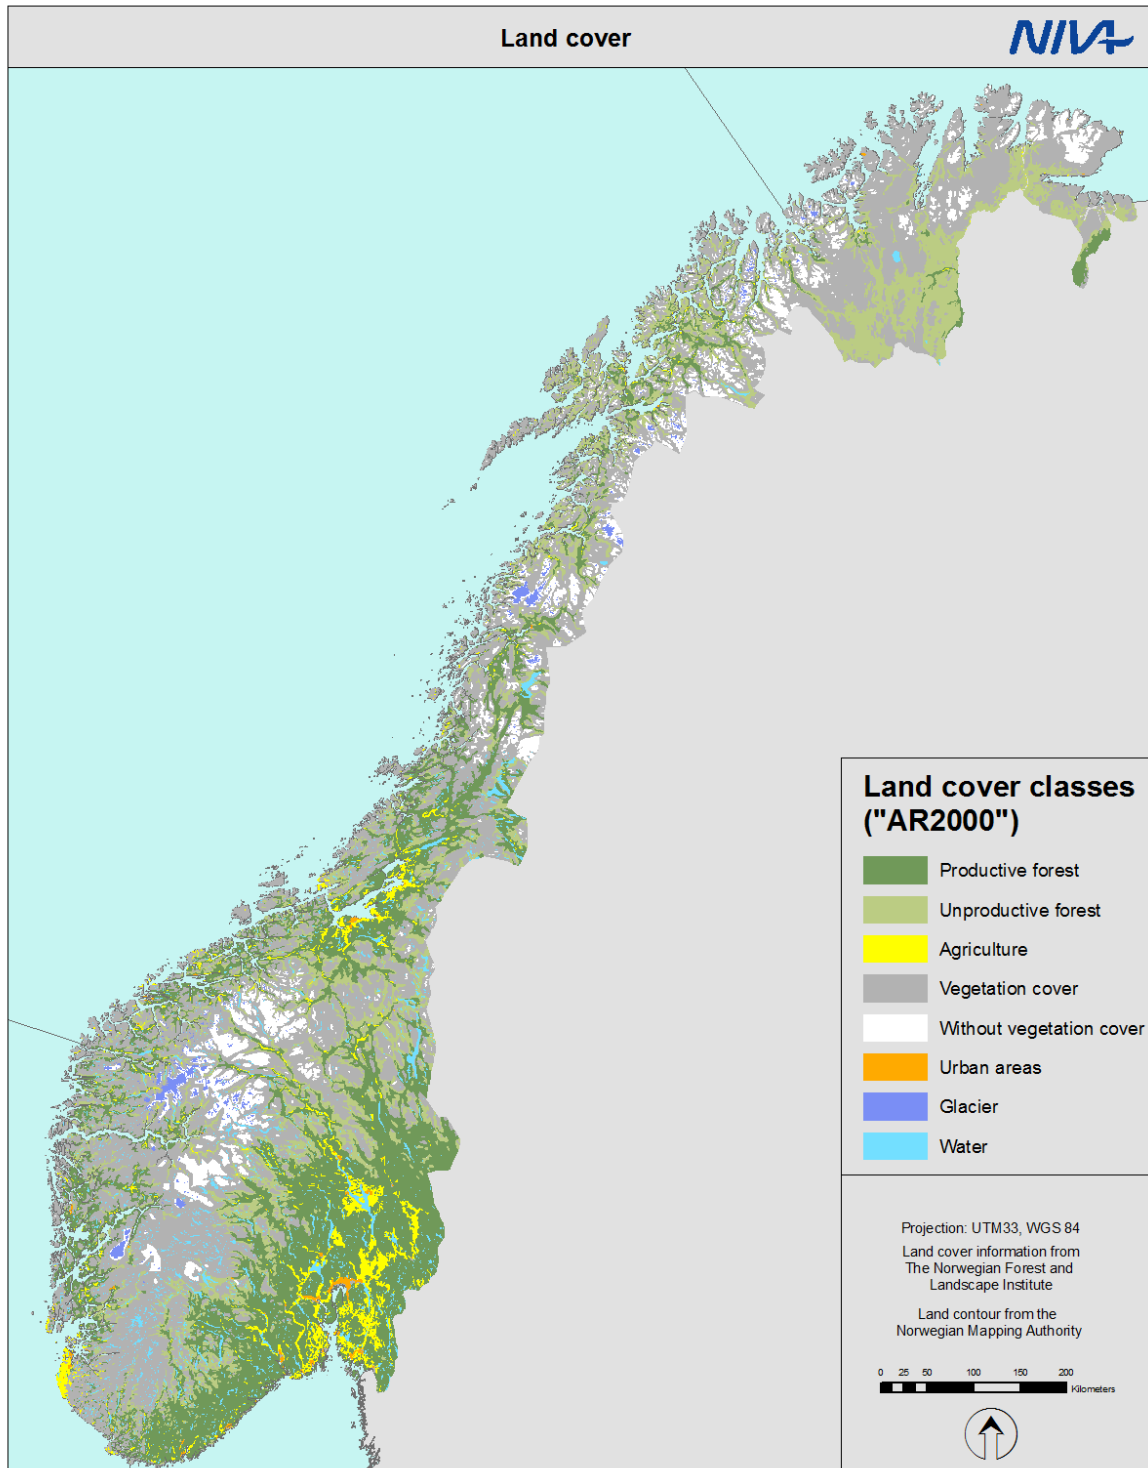 Land cover
NIVA
Land cover classes
("AR2000")
Productive forest
Unproductive forest
Agriculture
Vegetation cover
Without vegetation cover
Urban areas
Glacier
Water
Projection: UTM33, WGS 84
Land cover information from
The Norwegian Forest and
Landscape Institute
Land contour from the
Norwegian Mapping Authority
0 25 50 100 150 200
Kilometers